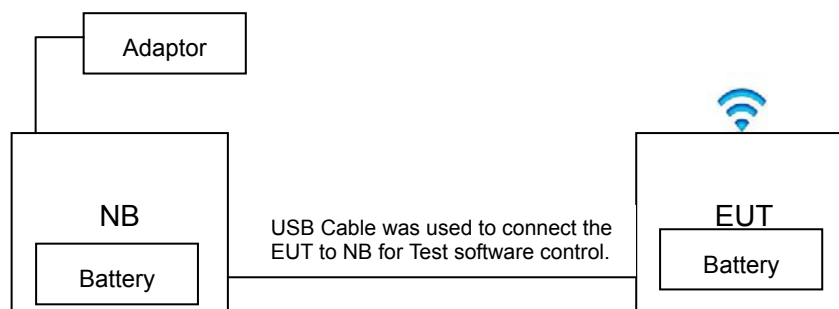 Adaptor
NB
Battery
USB Cable was used to connect the
EUT to NB for Test software control.
EUT
Battery